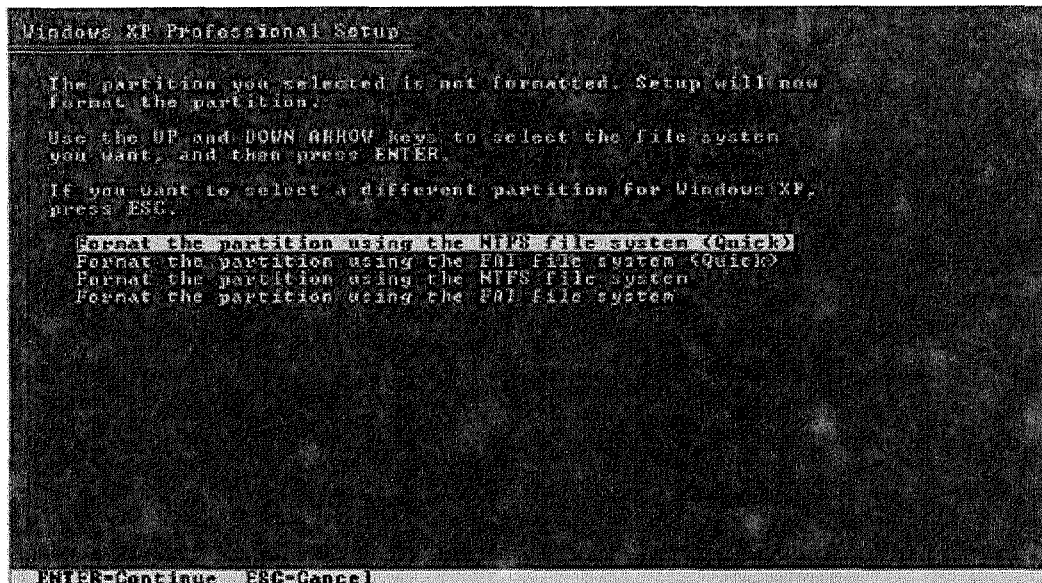 Windows XP Professional Setup
The partition you selected is not formatted. Setup will now
format the partition.
Use the UP and DOWN ARROW keys to select the file system
you want, and then press ENTER.
If you want to select a different partition for Windows XP,
press ESC.
Format the partition using the NTFS file system (Quick)
Format the partition using the FAT file system (Quick)
Format the partition using the NTFS file system
Format the partition using the FAT file system
ENTER=Continue ESC=Cancel